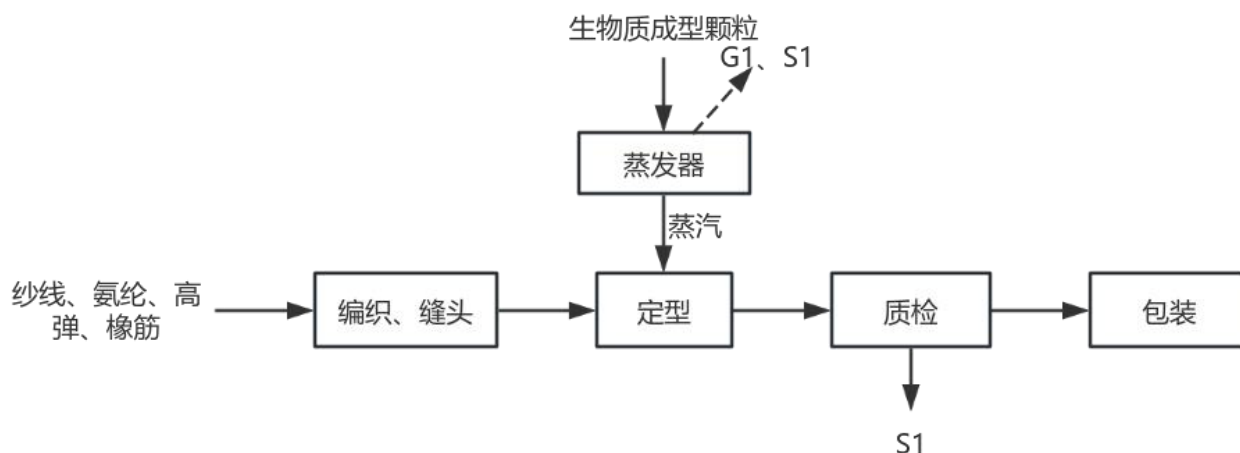 生物质成型颗粒
G1、S1
蒸发器
蒸汽
纱线、氨纶、高
弹、橡筋
编织、缝头
定型
质检
包装
S1